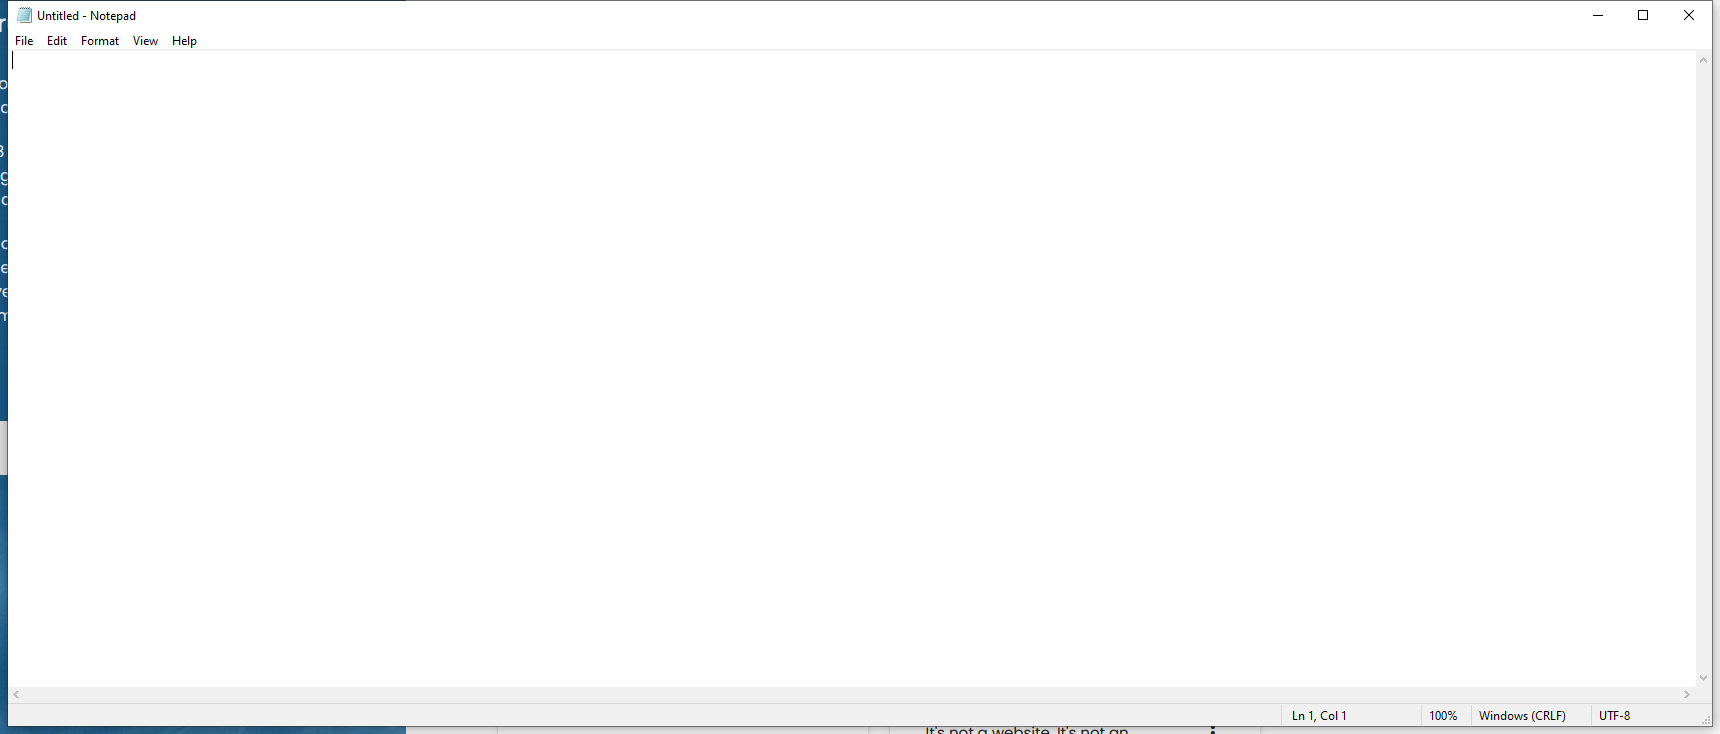 Untitled - Notepad
File Edit Format View Help
Ln 1, Col 1 100% Windows (CRLF) UTF-8
It's not a website. It's not an